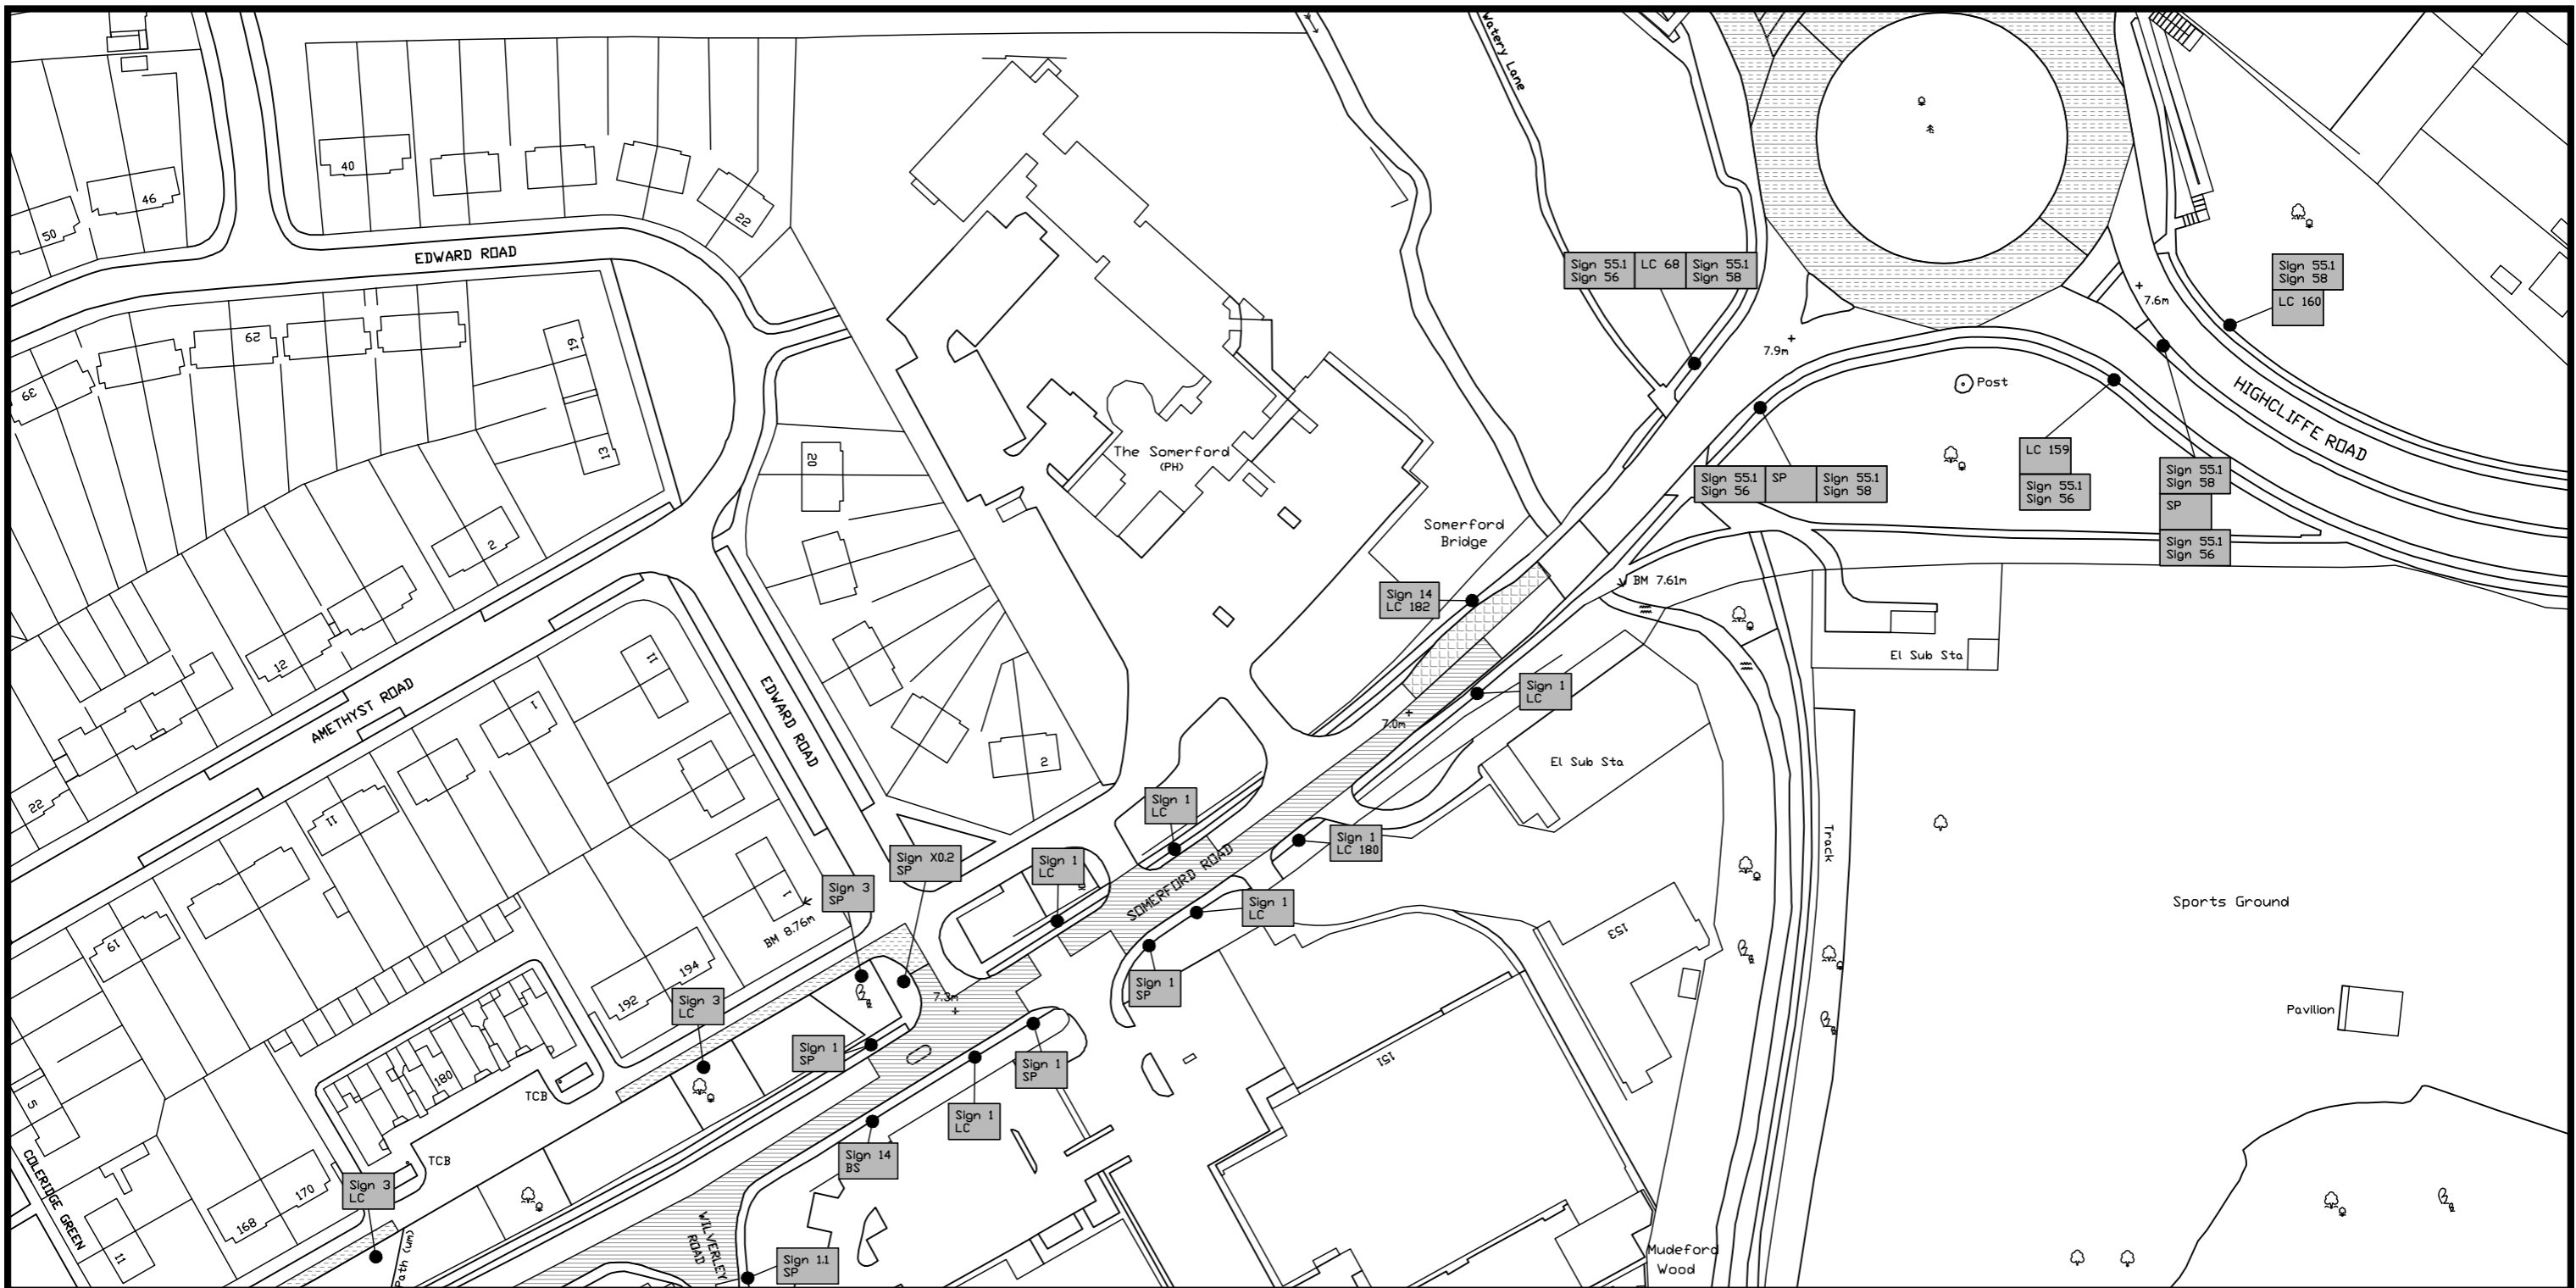 Watery Lane
40
46
50
22
EDWARD ROAD
62
39
19
13
20
2
The Somerford
(PH)
Somerford
Bridge
Sign 55.1
Sign 56
LC 68
Sign 55.1
Sign 58
7.9m
7.6m
Sign 55.1
Sign 58
LC 160
HIGHCLIFFE ROAD
Post
LC 159
Sign 55.1
Sign 56
Sign 55.1
Sign 58
SP
Sign 55.1
Sign 56
Sign 55.1
Sign 56
SP
Sign 55.1
Sign 58
BM 7.61m
Sign 14
LC 182
El Sub Sta
Sign 1
LC
7.0m
El Sub Sta
12
11
1
AMETHYST ROAD
EDWARD ROAD
2
22
11
Sign 1
LC
Sign 1
LC 180
SOMERFORD ROAD
Track
Sign X0.2
SP
Sign 1
LC
Sign 3
SP
1
BM 8.76m
Sign 1
LC
Sports Ground
153
19
194
192
Sign 3
LC
7.3m
Sign 1
SP
Pavilion
Sign 1
SP
Sign 1
SP
151
180
TCB
5
Sign 1
LC
TCB
Sign 14
BS
COLERIDGE GREEN
170
168
11
Sign 3
LC
Path (um)
WILVERLEY
ROAD
Sign 1.1
SP
Mudeford
Wood